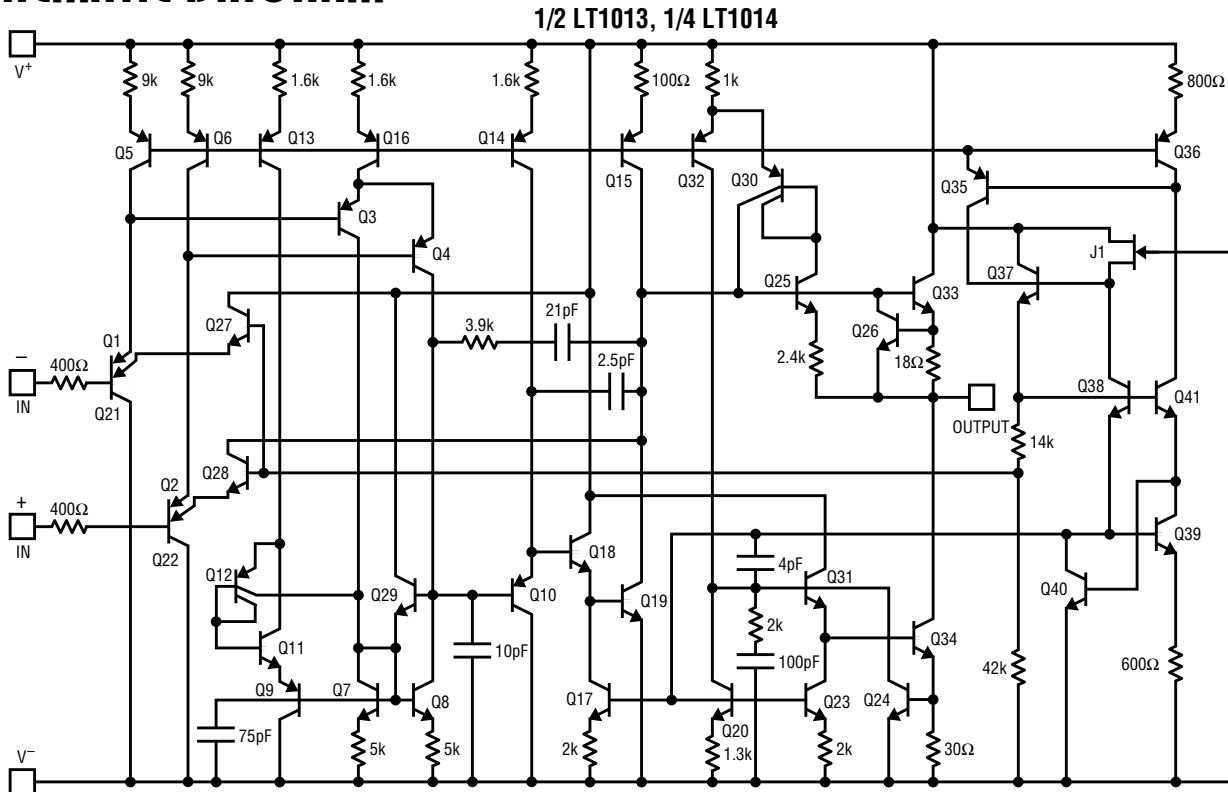 1/2 LT1013, 1/4 LT1014
V+
9k
9k
1.6k
1.6k
1.6k
100Ω
1k
800Ω
Q5
Q6
Q13
Q16
Q14
Q15
Q32
Q30
Q35
Q36
Q3
Q4
J1
Q25
Q33
Q37
Q27
Q1
21pF
3.9k
Q26
2.5pF
2.4k
18Ω
–
IN
400Ω
Q21
Q38
Q41
OUTPUT
14k
Q28
Q2
+
IN
400Ω
Q22
Q39
Q18
4pF
Q31
Q12
Q29
Q10
Q19
2k
Q40
Q34
Q11
10pF
100pF
42k
600Ω
Q9
Q7
Q8
Q17
Q23
Q24
Q20
75pF
5k
5k
2k
1.3k
2k
30Ω
V–